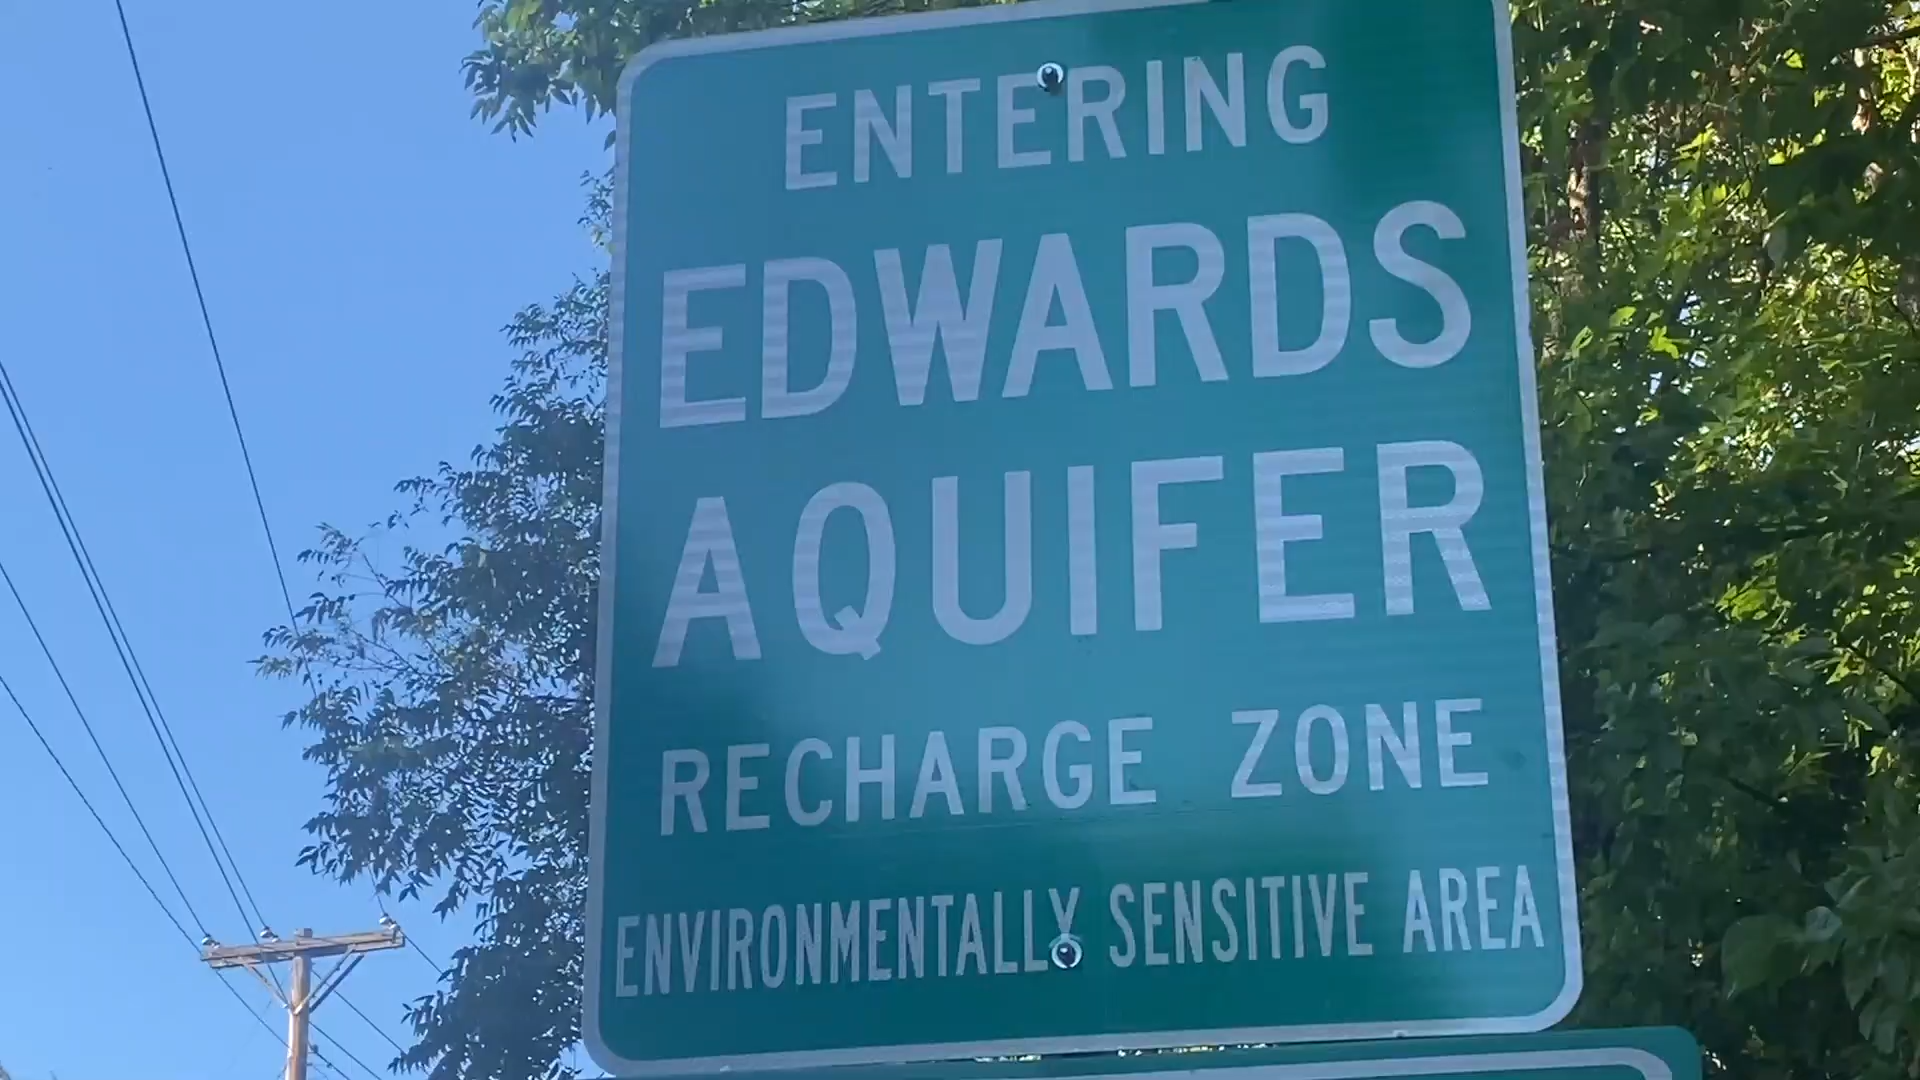 ENTERING
EDWARDS
AQUIFER
RECHARGE ZONE
ENVIRONMENTALLY SENSITIVE AREA